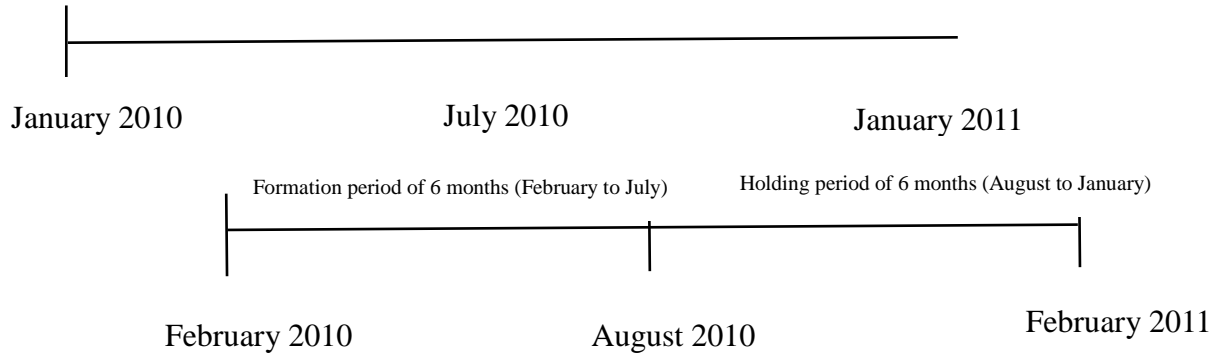 January 2010 July 2010 January 2011
Formation period of 6 months (February to July) Holding period of 6 months (August to January)
February 2010 August 2010 February 2011